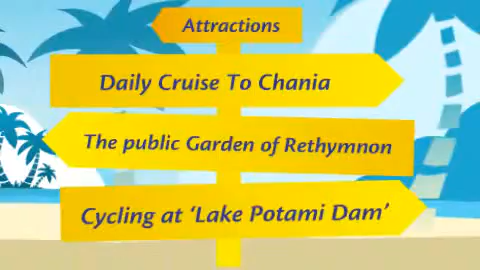 Attractions
Daily Cruise To Chania
The public Garden of Rethymnon
Cycling at ‘Lake Potami Dam’